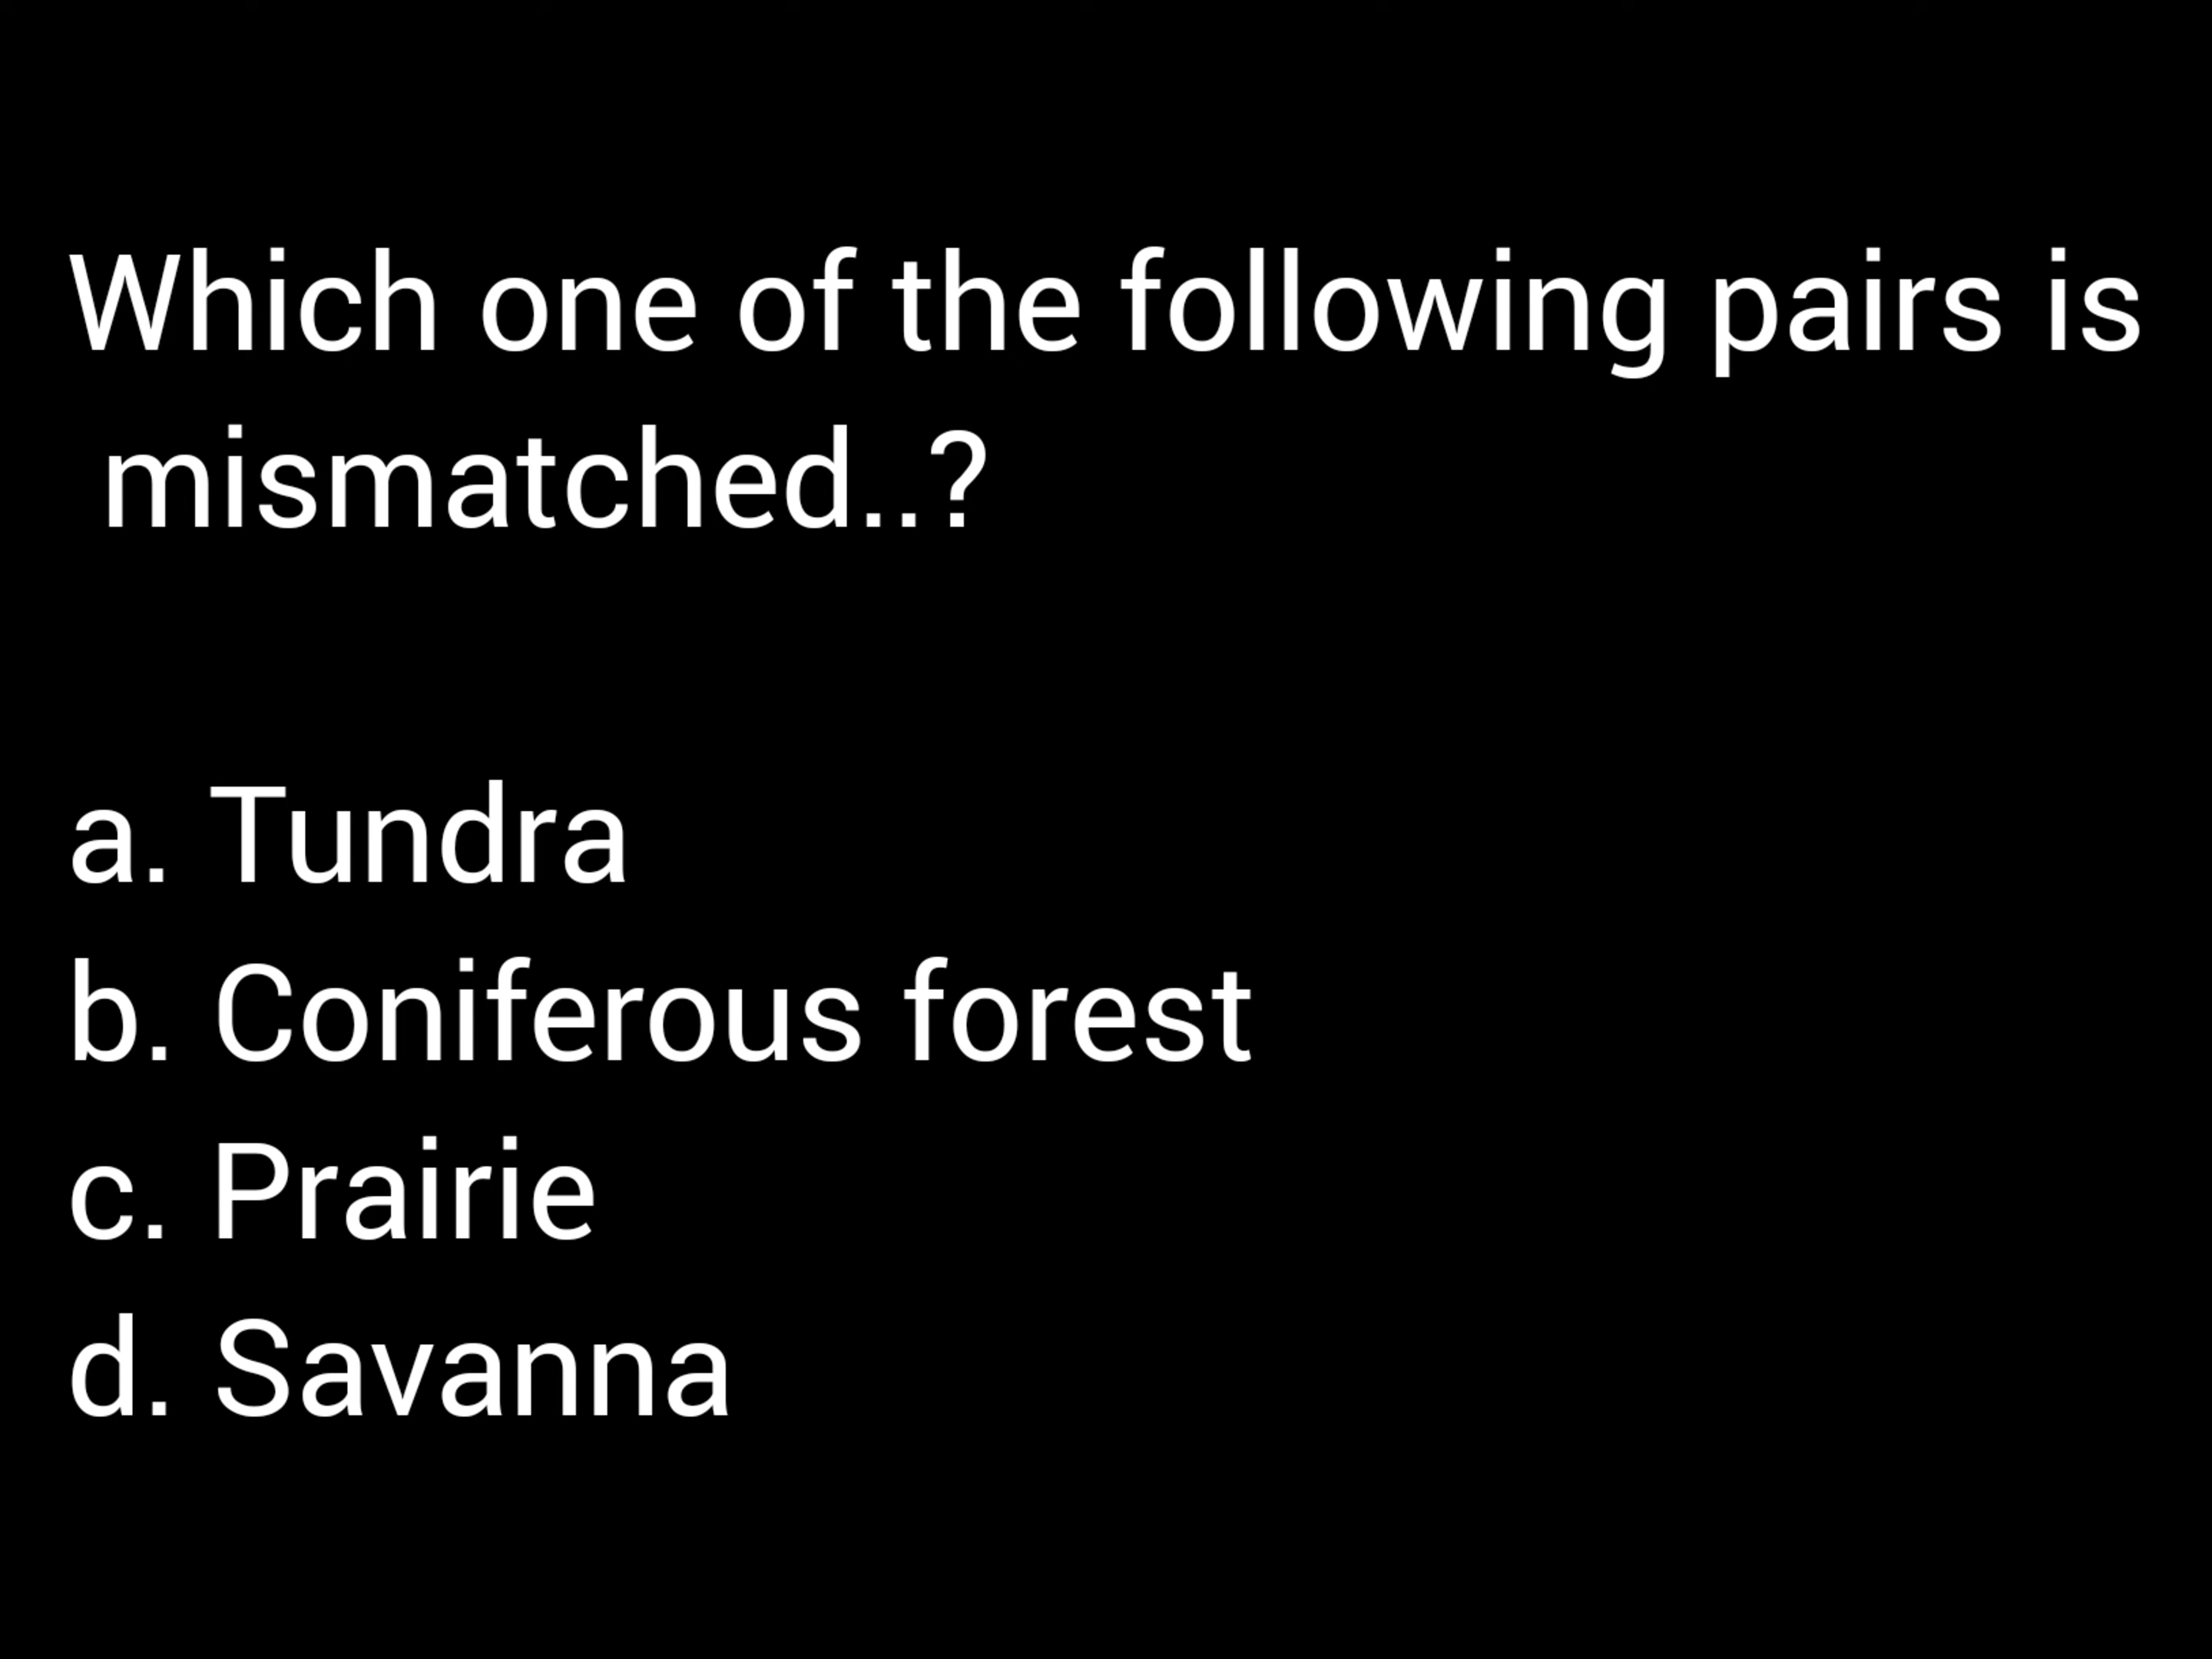 Which one of the following pairs is
mismatched..?
a. Tundra
b. Coniferous forest
c. Prairie
d. Savanna